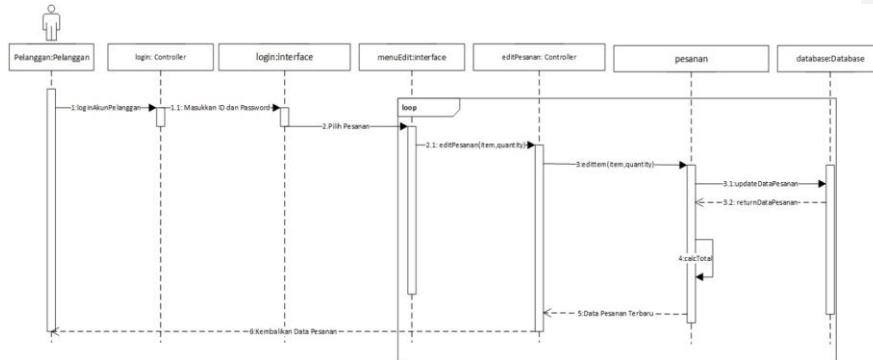 Pelanggan:Pelanggan
login: Controller
login:interface
menuEdit:interface
editPesanan: Controller
pesanan
database:Database
loop
1:loginAkunPelanggan
1.1: Masukkan ID dan Password
2.Pilih Pesanan
2.1: editPesanan(item,quantity)
3:editItem(item,quantity)
3.1:updateDataPesanan
3.2: returnDataPesanan
4:calcTotal
5:Data Pesanan Terbaru
6:Kembalikan Data Pesanan